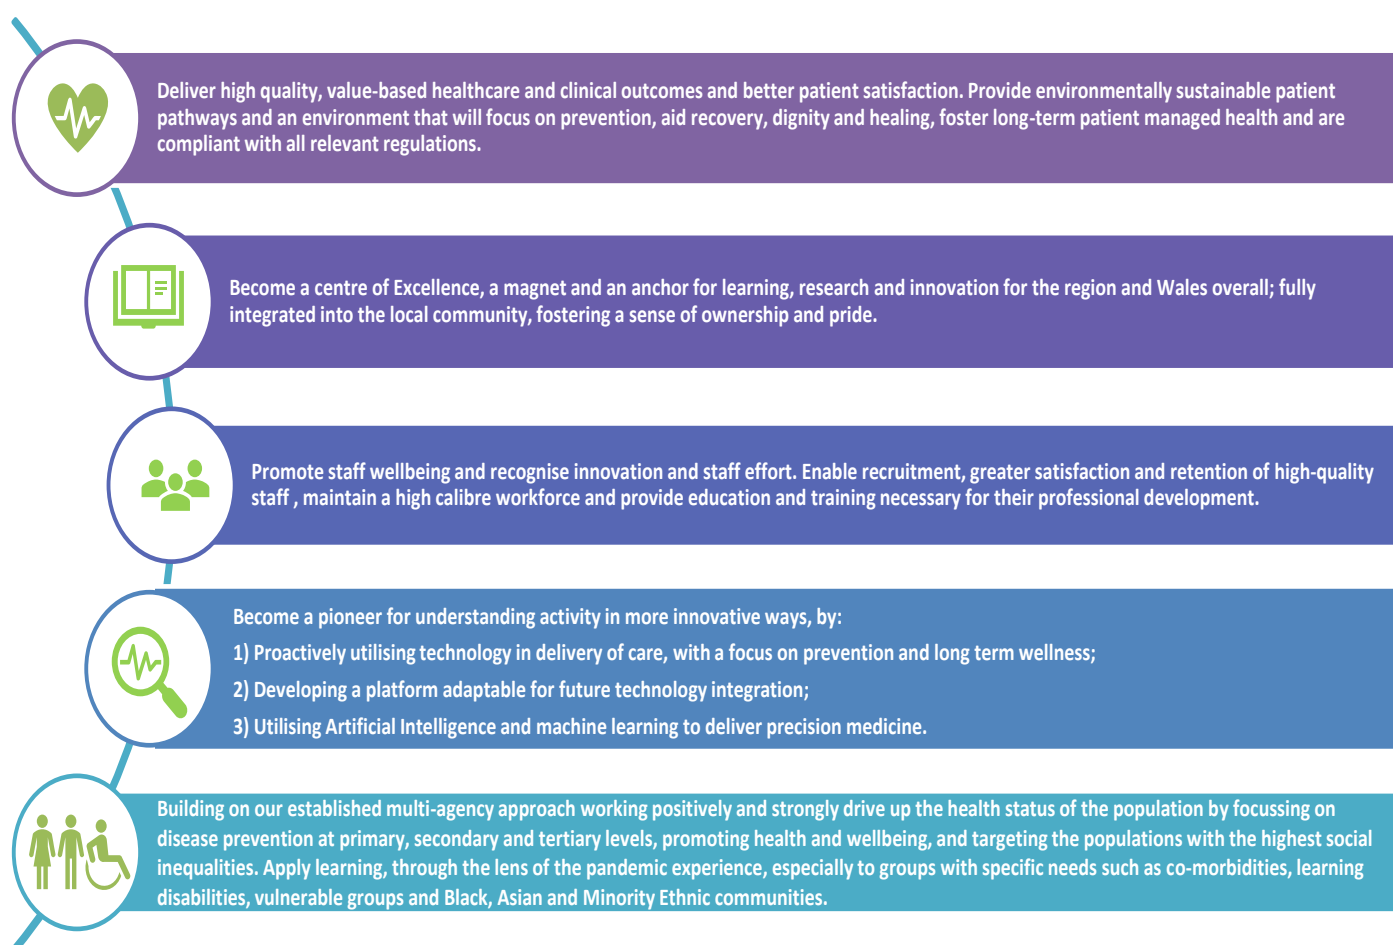 Deliver high quality, value-based healthcare and clinical outcomes and better patient satisfaction. Provide environmentally sustainable patient
pathways and an environment that will focus on prevention, aid recovery, dignity and healing, foster long-term patient managed health and are
compliant with all relevant regulations.
Become a centre of Excellence, a magnet and an anchor for learning, research and innovation for the region and Wales overall; fully
integrated into the local community, fostering a sense of ownership and pride.
Promote staff wellbeing and recognise innovation and staff effort. Enable recruitment, greater satisfaction and retention of high-quality
staff , maintain a high calibre workforce and provide education and training necessary for their professional development.
Become a pioneer for understanding activity in more innovative ways, by:
1) Proactively utilising technology in delivery of care, with a focus on prevention and long term wellness;
2) Developing a platform adaptable for future technology integration;
3) Utilising Artificial Intelligence and machine learning to deliver precision medicine.
Building on our established multi-agency approach working positively and strongly drive up the health status of the population by focussing on
disease prevention at primary, secondary and tertiary levels, promoting health and wellbeing, and targeting the populations with the highest social
inequalities. Apply learning, through the lens of the pandemic experience, especially to groups with specific needs such as co-morbidities, learning
disabilities, vulnerable groups and Black, Asian and Minority Ethnic communities.